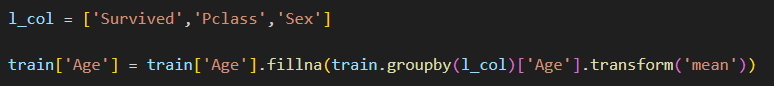 l_col = ['Survived','Pclass','Sex']
train['Age'] = train['Age'].fillna(train.groupby(l_col)['Age'].transform('mean'))